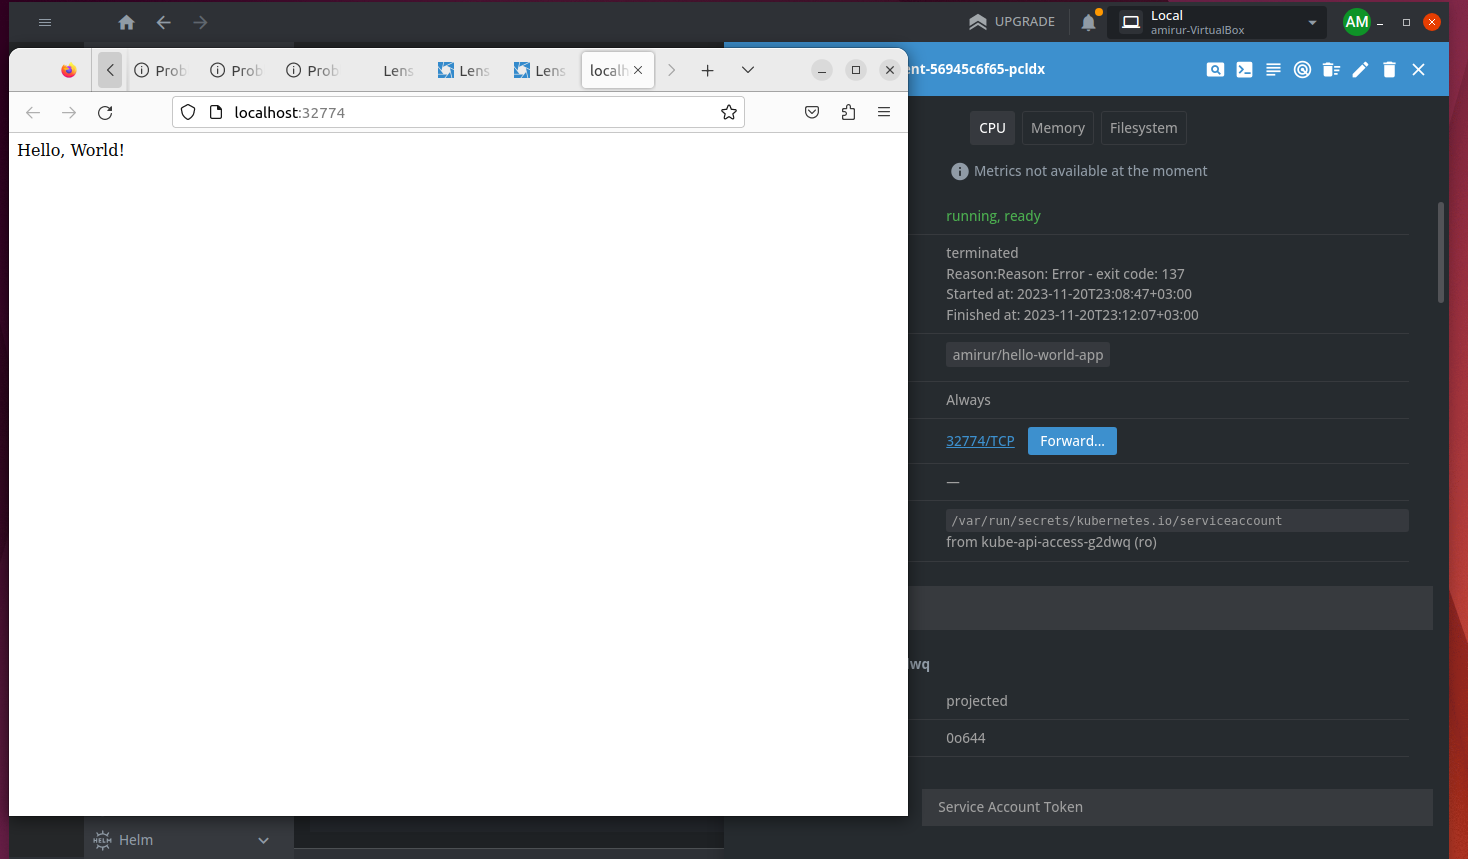 UPGRADE
Local
amirur-VirtualBox
AM
Prob
Prob
Prob
Lens
Lens
Lens
localh
ent-56945c6f65-pcldx
localhost:32774
Hello, World!
CPU
Memory
Filesystem
Metrics not available at the moment
running, ready
terminated
Reason:Reason: Error - exit code: 137
Started at: 2023-11-20T23:08:47+03:00
Finished at: 2023-11-20T23:12:07+03:00
amirur/hello-world-app
Always
32774/TCP
Forward...
—
/var/run/secrets/kubernetes.io/serviceaccount
from kube-api-access-g2dwq (ro)
dwq
projected
0o644
Service Account Token
HELM
Helm